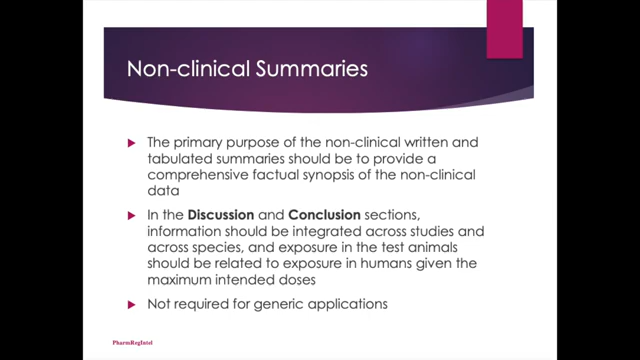 Non-clinical Summaries
The primary purpose of the non-clinical written and
tabulated summaries should be to provide a
comprehensive factual synopsis of the non-clinical
data
In the Discussion and Conclusion sections,
information should be integrated across studies and
across species, and exposure in the test animals
should be related to exposure in humans given the
maximum intended doses
Not required for generic applications
PharmRegIntel